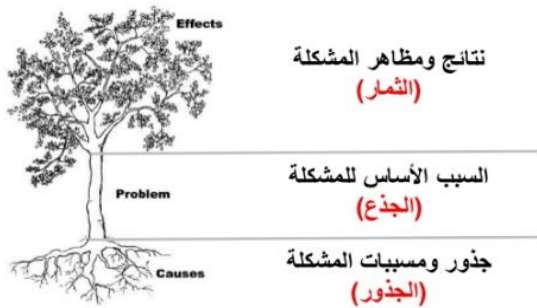 Effects
نتائج ومظاهر المشكلة
(الثمار)
Problem
السبب الأساس للمشكلة
(الجذع)
Causes
جذور ومسببات المشكلة
(الجذور)